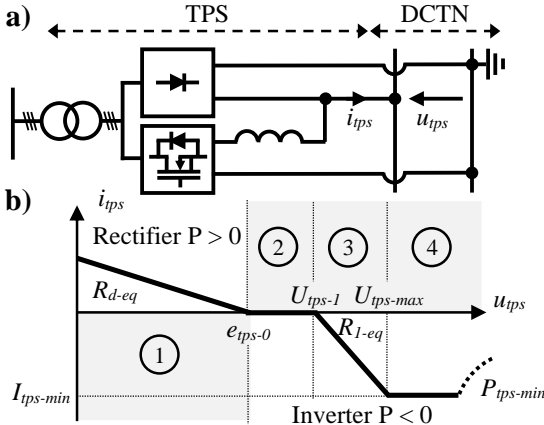 a)
TPS
DCTN
i_tps
u_tps
b)
i_tps
Rectifier P > 0
2
3
4
R_d-eq
U_tps-1
U_tps-max
u_tps
e_tps-0
R_1-eq
1
I_tps-min
P_tps-min
Inverter P < 0